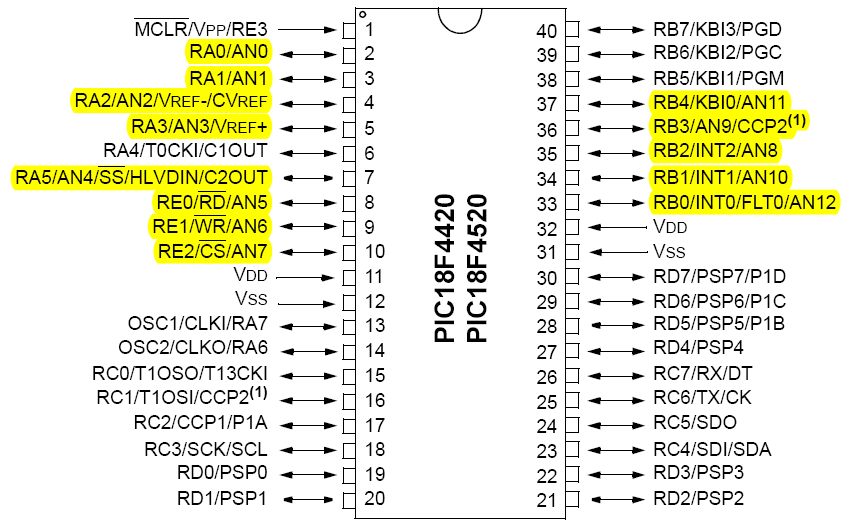 MCLR/VPP/RE3 1 40 RB7/KBI3/PGD
RA0/AN0 2 39 RB6/KBI2/PGC
RA1/AN1 3 38 RB5/KBI1/PGM
RA2/AN2/VREF-/CVREF 4 37 RB4/KBI0/AN11
RA3/AN3/VREF+ 5 36 RB3/AN9/CCP2(1)
RA4/T0CKI/C1OUT 6 35 RB2/INT2/AN8
RA5/AN4/SS/HLVDIN/C2OUT 7 34 RB1/INT1/AN10
RE0/RD/AN5 8 33 RB0/INT0/FLT0/AN12
RE1/WR/AN6 9 32 VDD
RE2/CS/AN7 10 31 VSS
VDD 11 30 RD7/PSP7/P1D
VSS 12 29 RD6/PSP6/P1C
OSC1/CLKI/RA7 13 28 RD5/PSP5/P1B
OSC2/CLKO/RA6 14 27 RD4/PSP4
RC0/T1OSO/T13CKI 15 26 RC7/RX/DT
RC1/T1OSI/CCP2(1) 16 25 RC6/TX/CK
RC2/CCP1/P1A 17 24 RC5/SDO
RC3/SCK/SCL 18 23 RC4/SDI/SDA
RD0/PSP0 19 22 RD3/PSP3
RD1/PSP1 20 21 RD2/PSP2
PIC18F4420
PIC18F4520